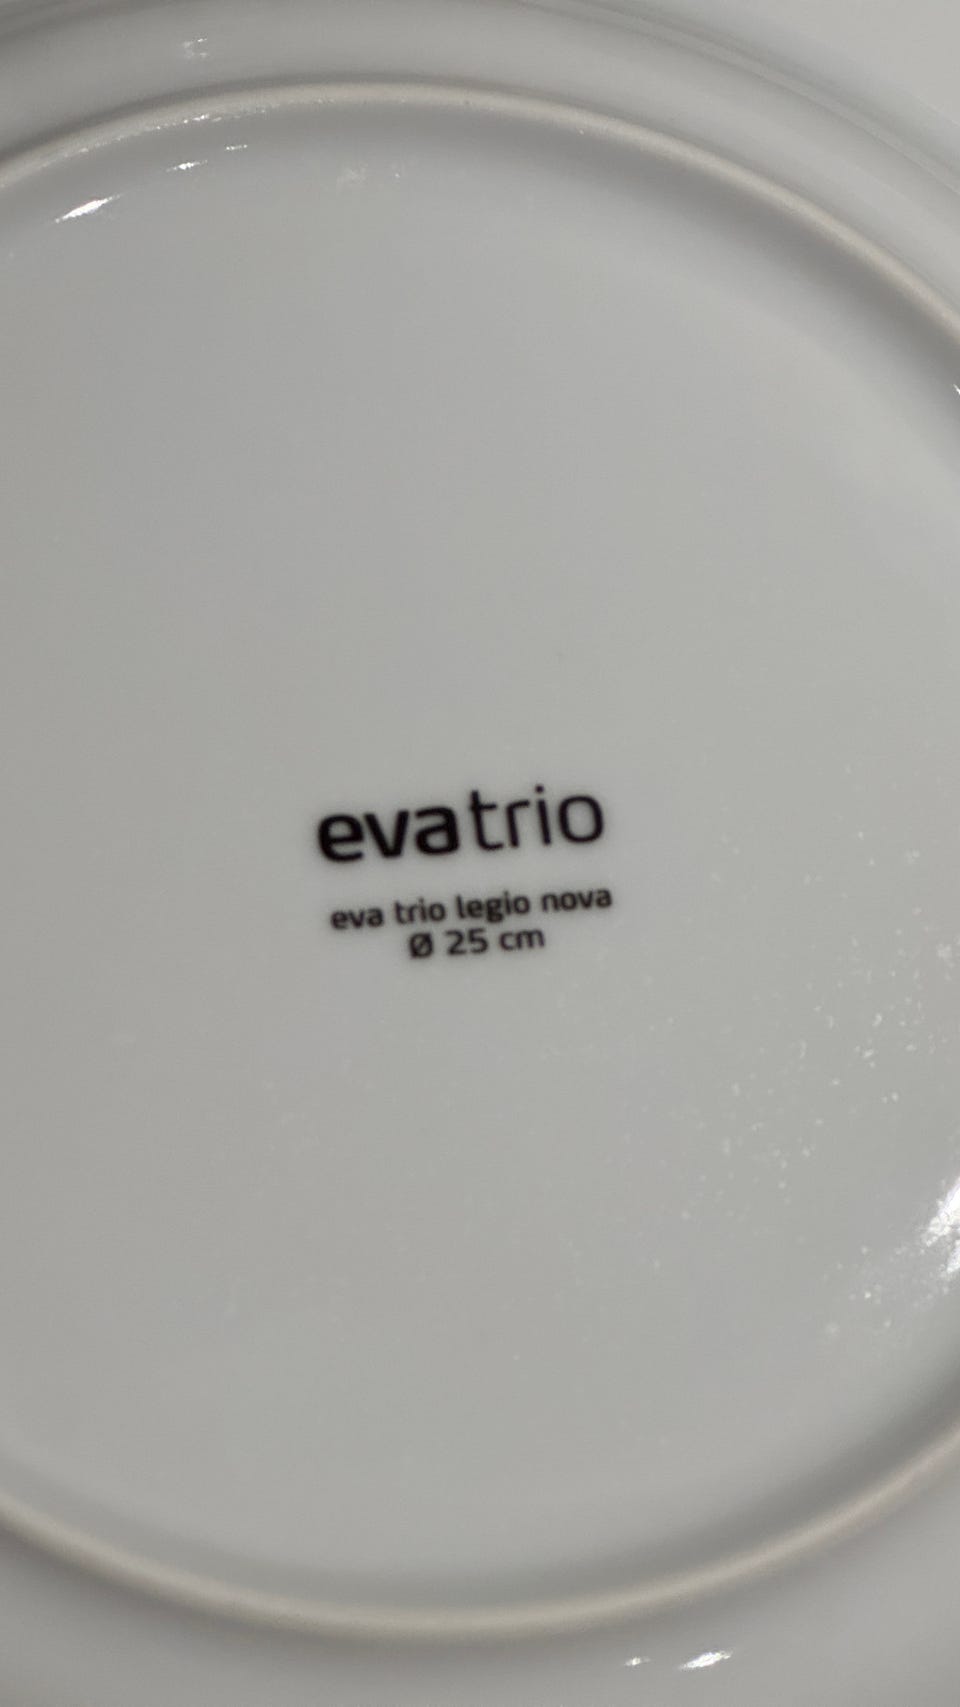 evatrio
eva trio legio nova
Ø 25 cm